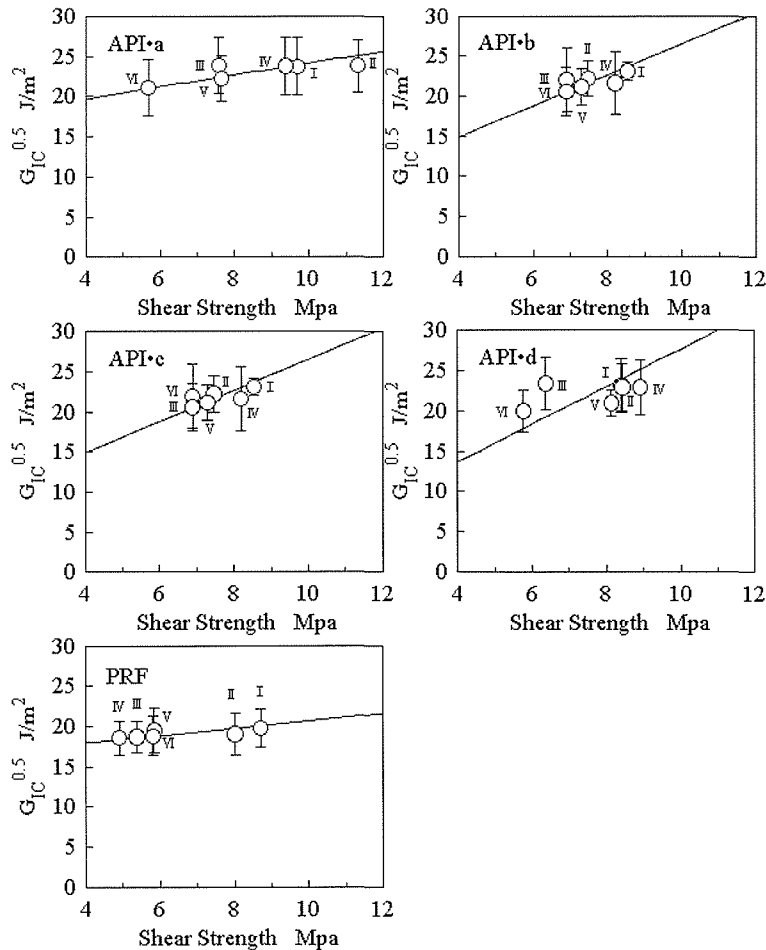 30
25
20
15
10
5
0
G_IC^0.5 J/m²
API•a
VI
III
V
IV
I
II
4 6 8 10 12
Shear Strength Mpa
30
25
20
15
10
5
0
G_IC^0.5 J/m²
API•b
II
III
IV
I
VI
V
4 6 8 10 12
Shear Strength Mpa
30
25
20
15
10
5
0
G_IC^0.5 J/m²
API•c
VI
II
I
III
IV
V
4 6 8 10 12
Shear Strength Mpa
30
25
20
15
10
5
0
G_IC^0.5 J/m²
API•d
I
III
IV
V
II
VI
4 6 8 10 12
Shear Strength Mpa
30
25
20
15
10
5
0
G_IC^0.5 J/m²
PRF
IV
III
V
VI
II
I
4 6 8 10 12
Shear Strength Mpa